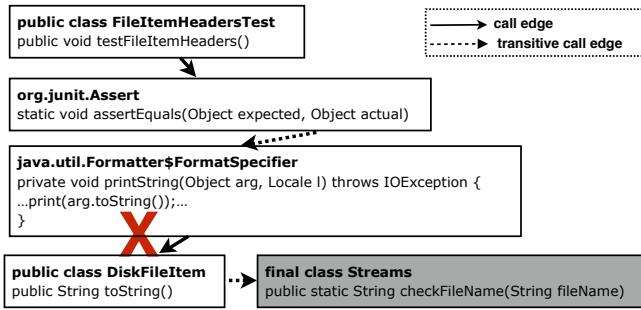 public class FileItemHeadersTest
public void testFileItemHeaders()
call edge
transitive call edge
org.junit.Assert
static void assertEquals(Object expected, Object actual)
java.util.Formatter$FormatSpecifier
private void printString(Object arg, Locale l) throws IOException {
…print(arg.toString());…
}
X
public class DiskFileItem
public String toString()
final class Streams
public static String checkFileName(String fileName)